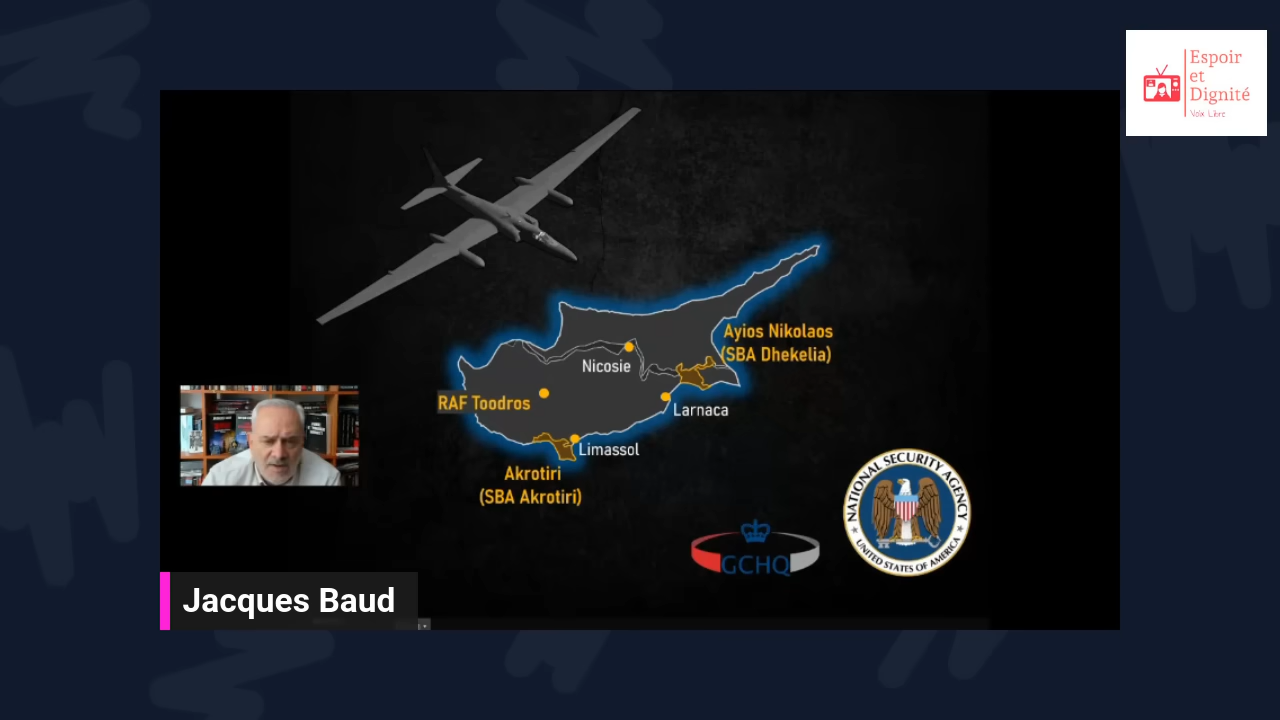 Espoir
et
Dignité
Voix Libre
Ayios Nikolaos
(SBA Dhekelia)
Nicosie
RAF Toodros
Larnaca
Limassol
Akrotiri
(SBA Akrotiri)
NATIONAL SECURITY AGENCY
UNITED STATES OF AMERICA
GCHQ
Jacques Baud